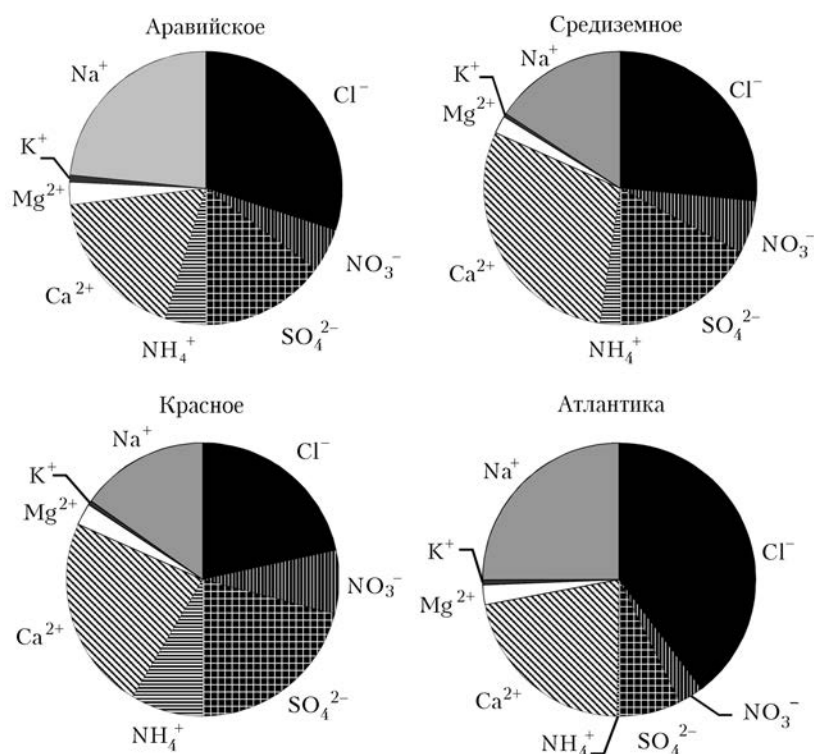 Аравийское
Na⁺
Cl⁻
K⁺
Mg²⁺
Ca²⁺
NO₃⁻
SO₄²⁻
NH₄⁺
Средиземное
Na⁺
K⁺
Cl⁻
Mg²⁺
Ca²⁺
NO₃⁻
SO₄²⁻
NH₄⁺
Красное
Na⁺
Cl⁻
K⁺
Mg²⁺
NO₃⁻
Ca²⁺
SO₄²⁻
NH₄⁺
Атлантика
Na⁺
Cl⁻
K⁺
Mg²⁺
Ca²⁺
NO₃⁻
SO₄²⁻
NH₄⁺